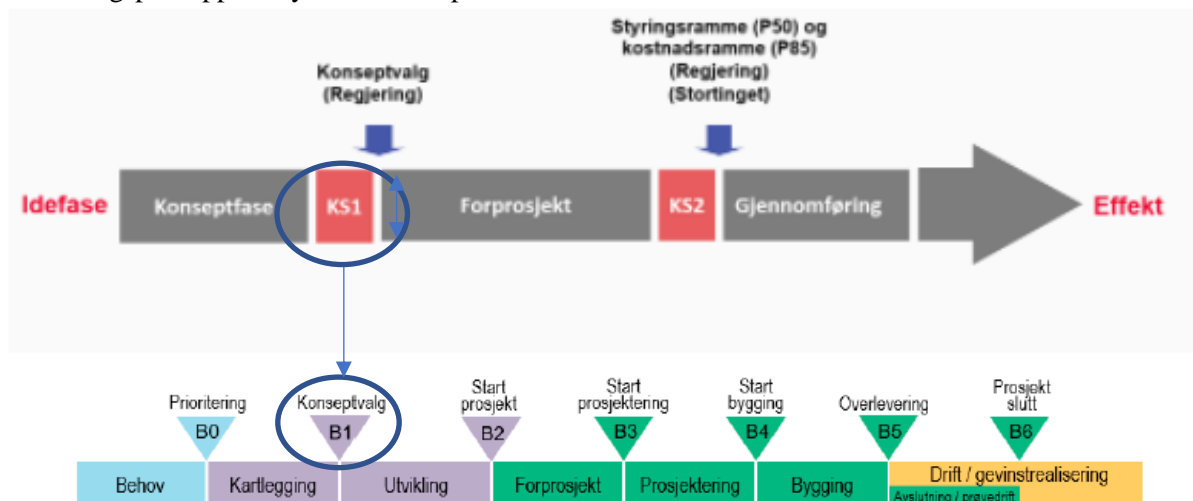 Styringsramme (P50) og
kostnadsramme (P85)
(Regjering)
(Stortinget)
Konseptvalg
(Regjering)
Idefase
Konseptfase
KS1
Forprosjekt
KS2
Gjennomføring
Effekt
Prioritering
B0
Konseptvalg
B1
Start
prosjekt
B2
Start
prosjektering
B3
Start
bygging
B4
Overlevering
B5
Prosjekt
slutt
B6
Behov
Kartlegging
Utvikling
Forprosjekt
Prosjektering
Bygging
Drift / gevinstrealisering
Avslutning / prøvedrift